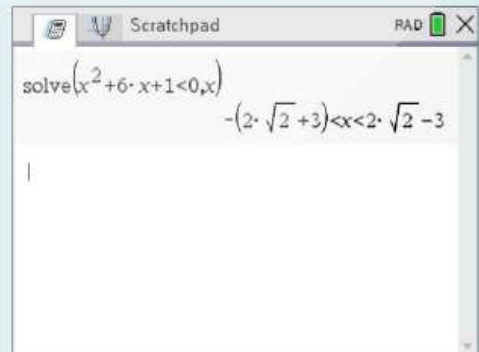 Scratchpad RAD
solve(x²+6·x+1<0,x)
-(2·√2+3)<x<2·√2-3